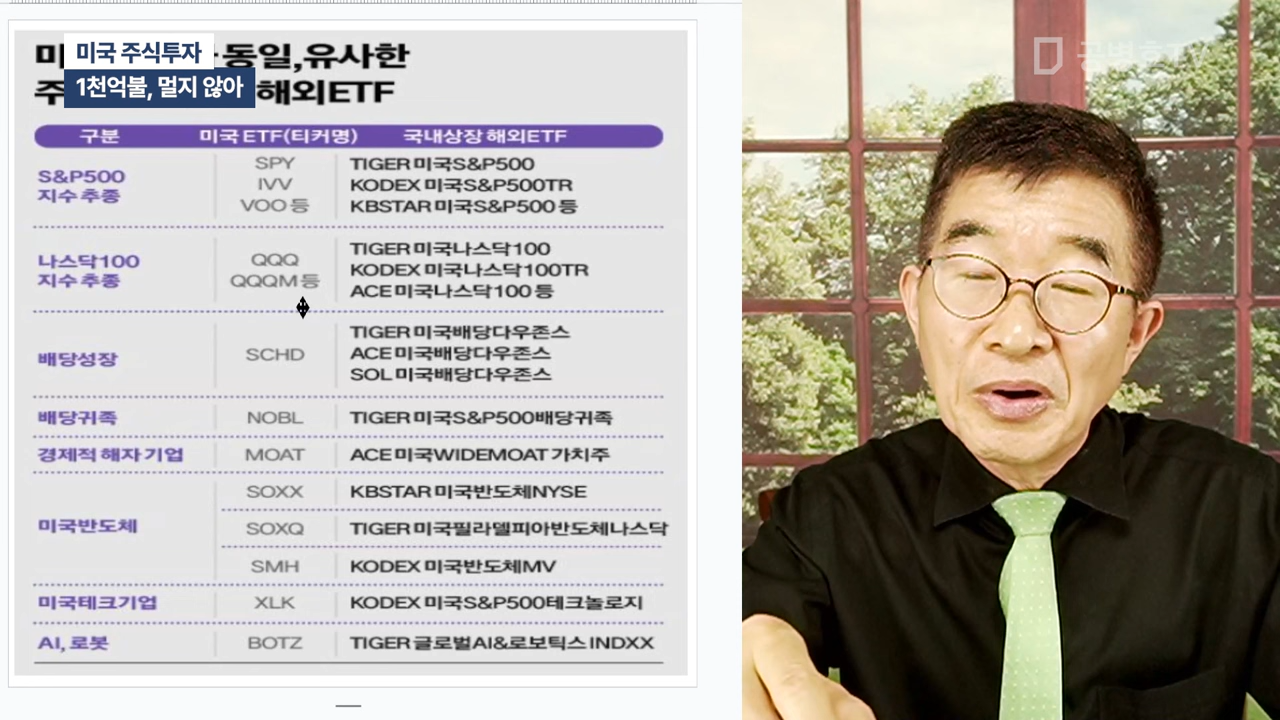 미국 주식투자
1천억불, 멀지 않아
동일,유사한
해외ETF
구분 미국 ETF(티커명) 국내상장 해외ETF
S&P500
지수 추종
SPY TIGER 미국S&P500
IVV KODEX 미국S&P500TR
VOO 등 KBSTAR 미국S&P500 등
나스닥100
지수 추종
QQQ
QQQM 등
TIGER 미국나스닥100
KODEX 미국나스닥100TR
ACE 미국나스닥100 등
배당성장 SCHD
TIGER 미국배당다우존스
ACE 미국배당다우존스
SOL 미국배당다우존스
배당귀족 NOBL TIGER 미국S&P500배당귀족
경제적 해자 기업 MOAT ACE 미국WIDEMOAT 가치주
미국반도체
SOXX KBSTAR 미국반도체NYSE
SOXQ TIGER 미국필라델피아반도체나스닥
SMH KODEX 미국반도체MV
미국테크기업 XLK KODEX 미국S&P500테크놀로지
AI, 로봇 BOTZ TIGER 글로벌AI&로보틱스 INDXX
공병호TV